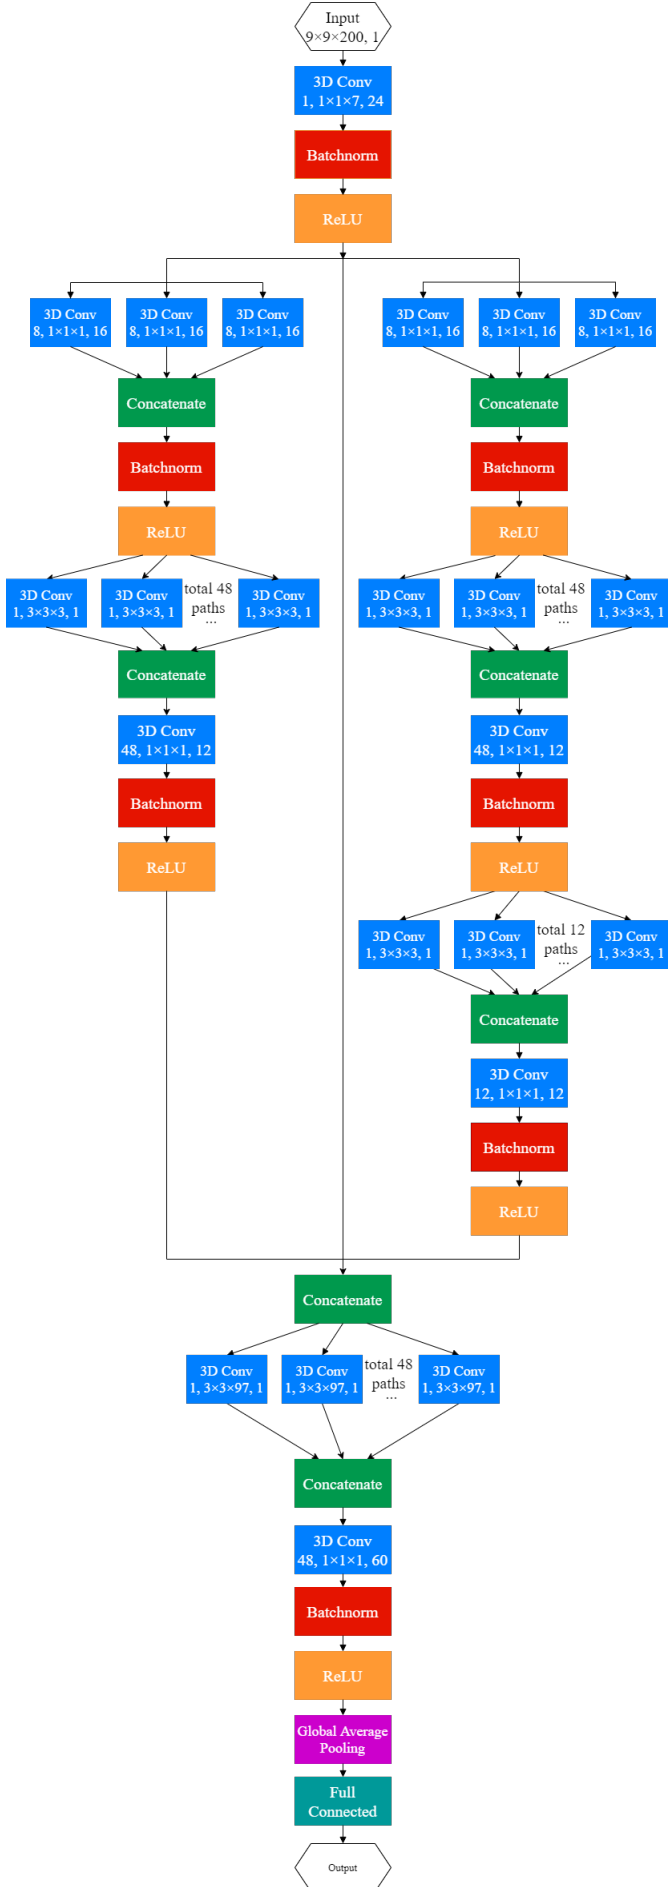 Input
9×9×200, 1
3D Conv
1, 1×1×7, 24
Batchnorm
ReLU
3D Conv
8, 1×1×1, 16
3D Conv
8, 1×1×1, 16
3D Conv
8, 1×1×1, 16
3D Conv
8, 1×1×1, 16
3D Conv
8, 1×1×1, 16
3D Conv
8, 1×1×1, 16
Concatenate
Concatenate
Batchnorm
Batchnorm
ReLU
ReLU
3D Conv
1, 3×3×3, 1
3D Conv
1, 3×3×3, 1
total 48
paths
...
3D Conv
1, 3×3×3, 1
3D Conv
1, 3×3×3, 1
3D Conv
1, 3×3×3, 1
total 48
paths
...
3D Conv
1, 3×3×3, 1
Concatenate
Concatenate
3D Conv
48, 1×1×1, 12
3D Conv
48, 1×1×1, 12
Batchnorm
Batchnorm
ReLU
ReLU
3D Conv
1, 3×3×3, 1
3D Conv
1, 3×3×3, 1
total 12
paths
...
3D Conv
1, 3×3×3, 1
Concatenate
3D Conv
12, 1×1×1, 12
Batchnorm
ReLU
Concatenate
3D Conv
1, 3×3×97, 1
3D Conv
1, 3×3×97, 1
total 48
paths
...
3D Conv
1, 3×3×97, 1
Concatenate
3D Conv
48, 1×1×1, 60
Batchnorm
ReLU
Global Average
Pooling
Full
Connected
Output